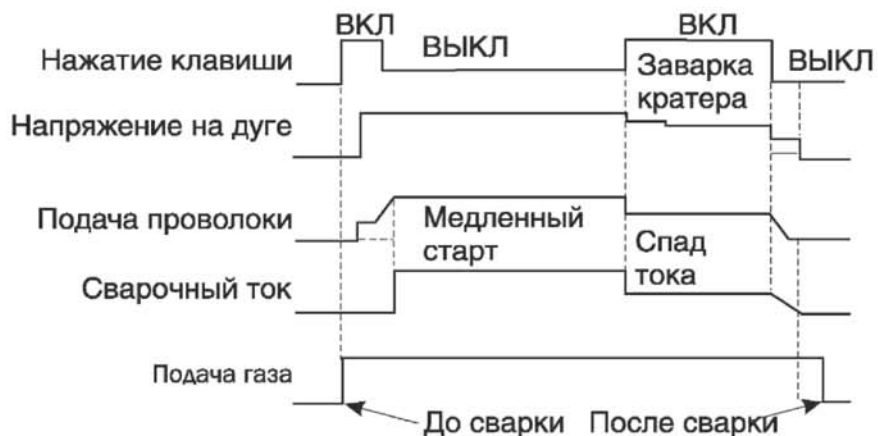 ВКЛ
ВКЛ
Нажатие клавиши
ВЫКЛ
ВЫКЛ
Заварка
кратера
Напряжение на дуге
Подача проволоки
Медленный
старт
Спад
тока
Сварочный ток
Подача газа
До сварки
После сварки